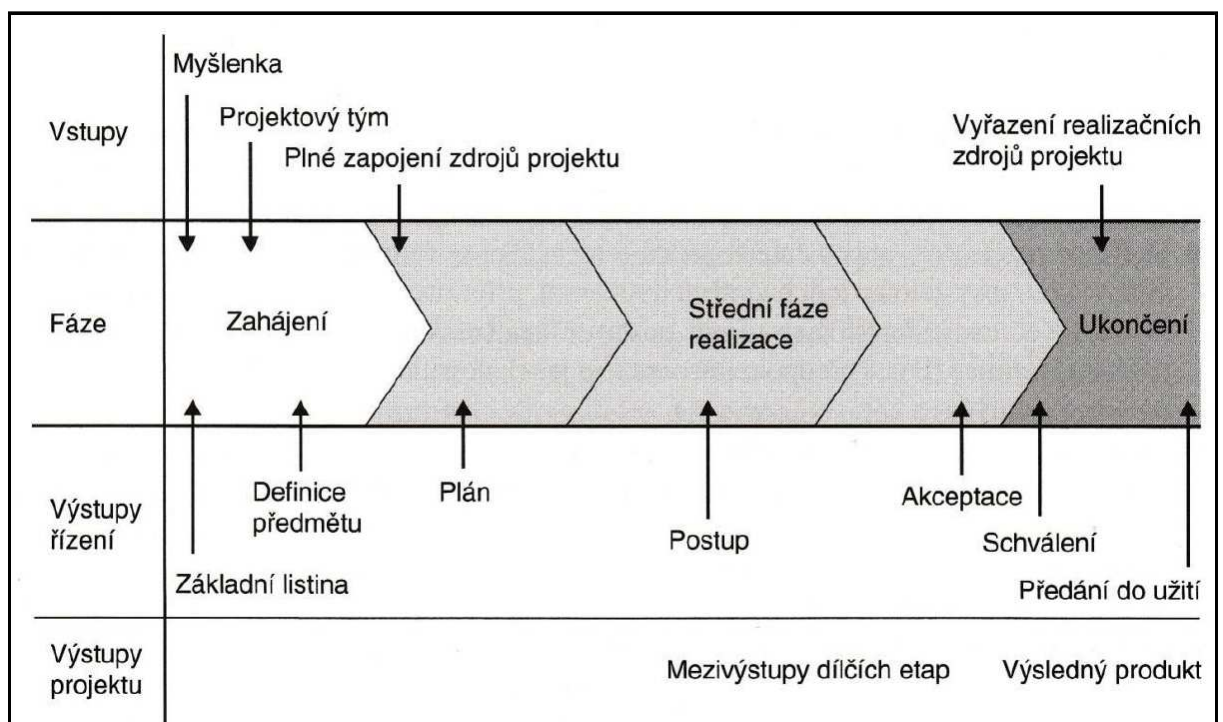 Vstupy
Myšlenka
Projektový tým
Plné zapojení zdrojů projektu
Vyřazení realizačních
zdrojů projektu
Fáze
Zahájení
Střední fáze
realizace
Ukončení
Výstupy
řízení
Základní listina
Definice
předmětu
Plán
Postup
Akceptace
Schválení
Předání do užití
Výstupy
projektu
Mezivýstupy dílčích etap
Výsledný produkt